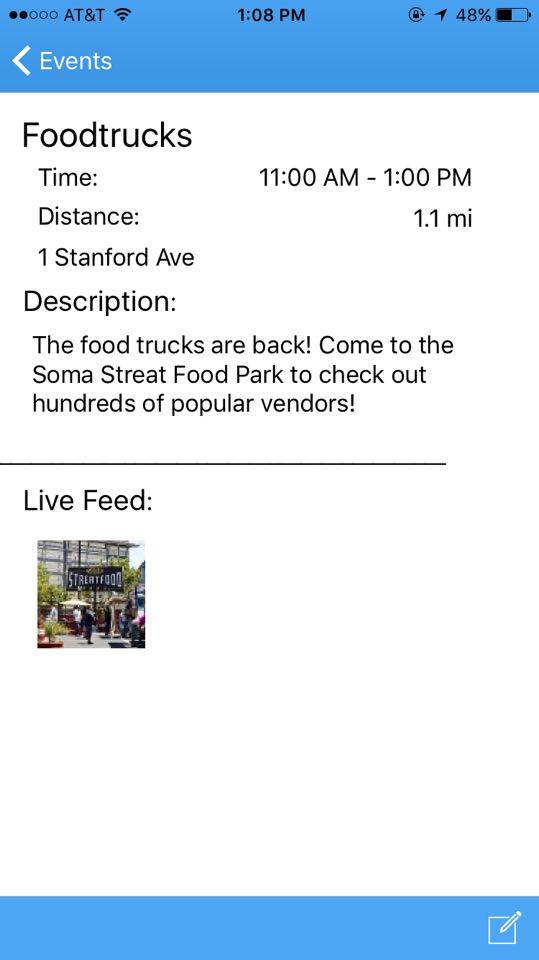 AT&T 1:08 PM 48%
Events
Foodtrucks
Time: 11:00 AM - 1:00 PM
Distance: 1.1 mi
1 Stanford Ave
Description:
The food trucks are back! Come to the
Soma Streat Food Park to check out
hundreds of popular vendors!
Live Feed:
STREATFOOD